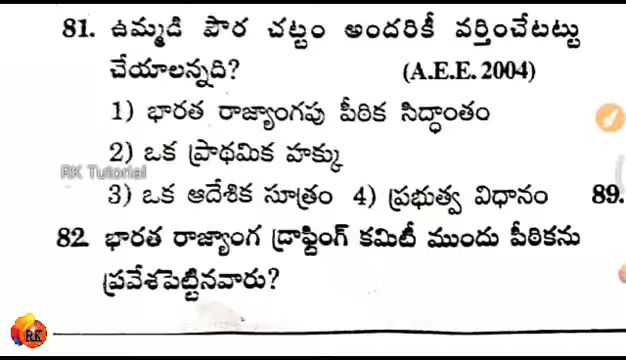 81. ఉమ్మడి పౌర చట్టం అందరికీ వర్తించేటట్టు
చేయాలన్నది? (A.E.E. 2004)
1) భారత రాజ్యాంగపు పీఠిక సిద్ధాంతం
2) ఒక ప్రాథమిక హక్కు
RK Tutorial
3) ఒక ఆదేశిక సూత్రం 4) ప్రభుత్వ విధానం 89.
82. భారత రాజ్యాంగ డ్రాఫ్టింగ్ కమిటీ ముందు పీఠికను
ప్రవేశపెట్టినవారు?
RK